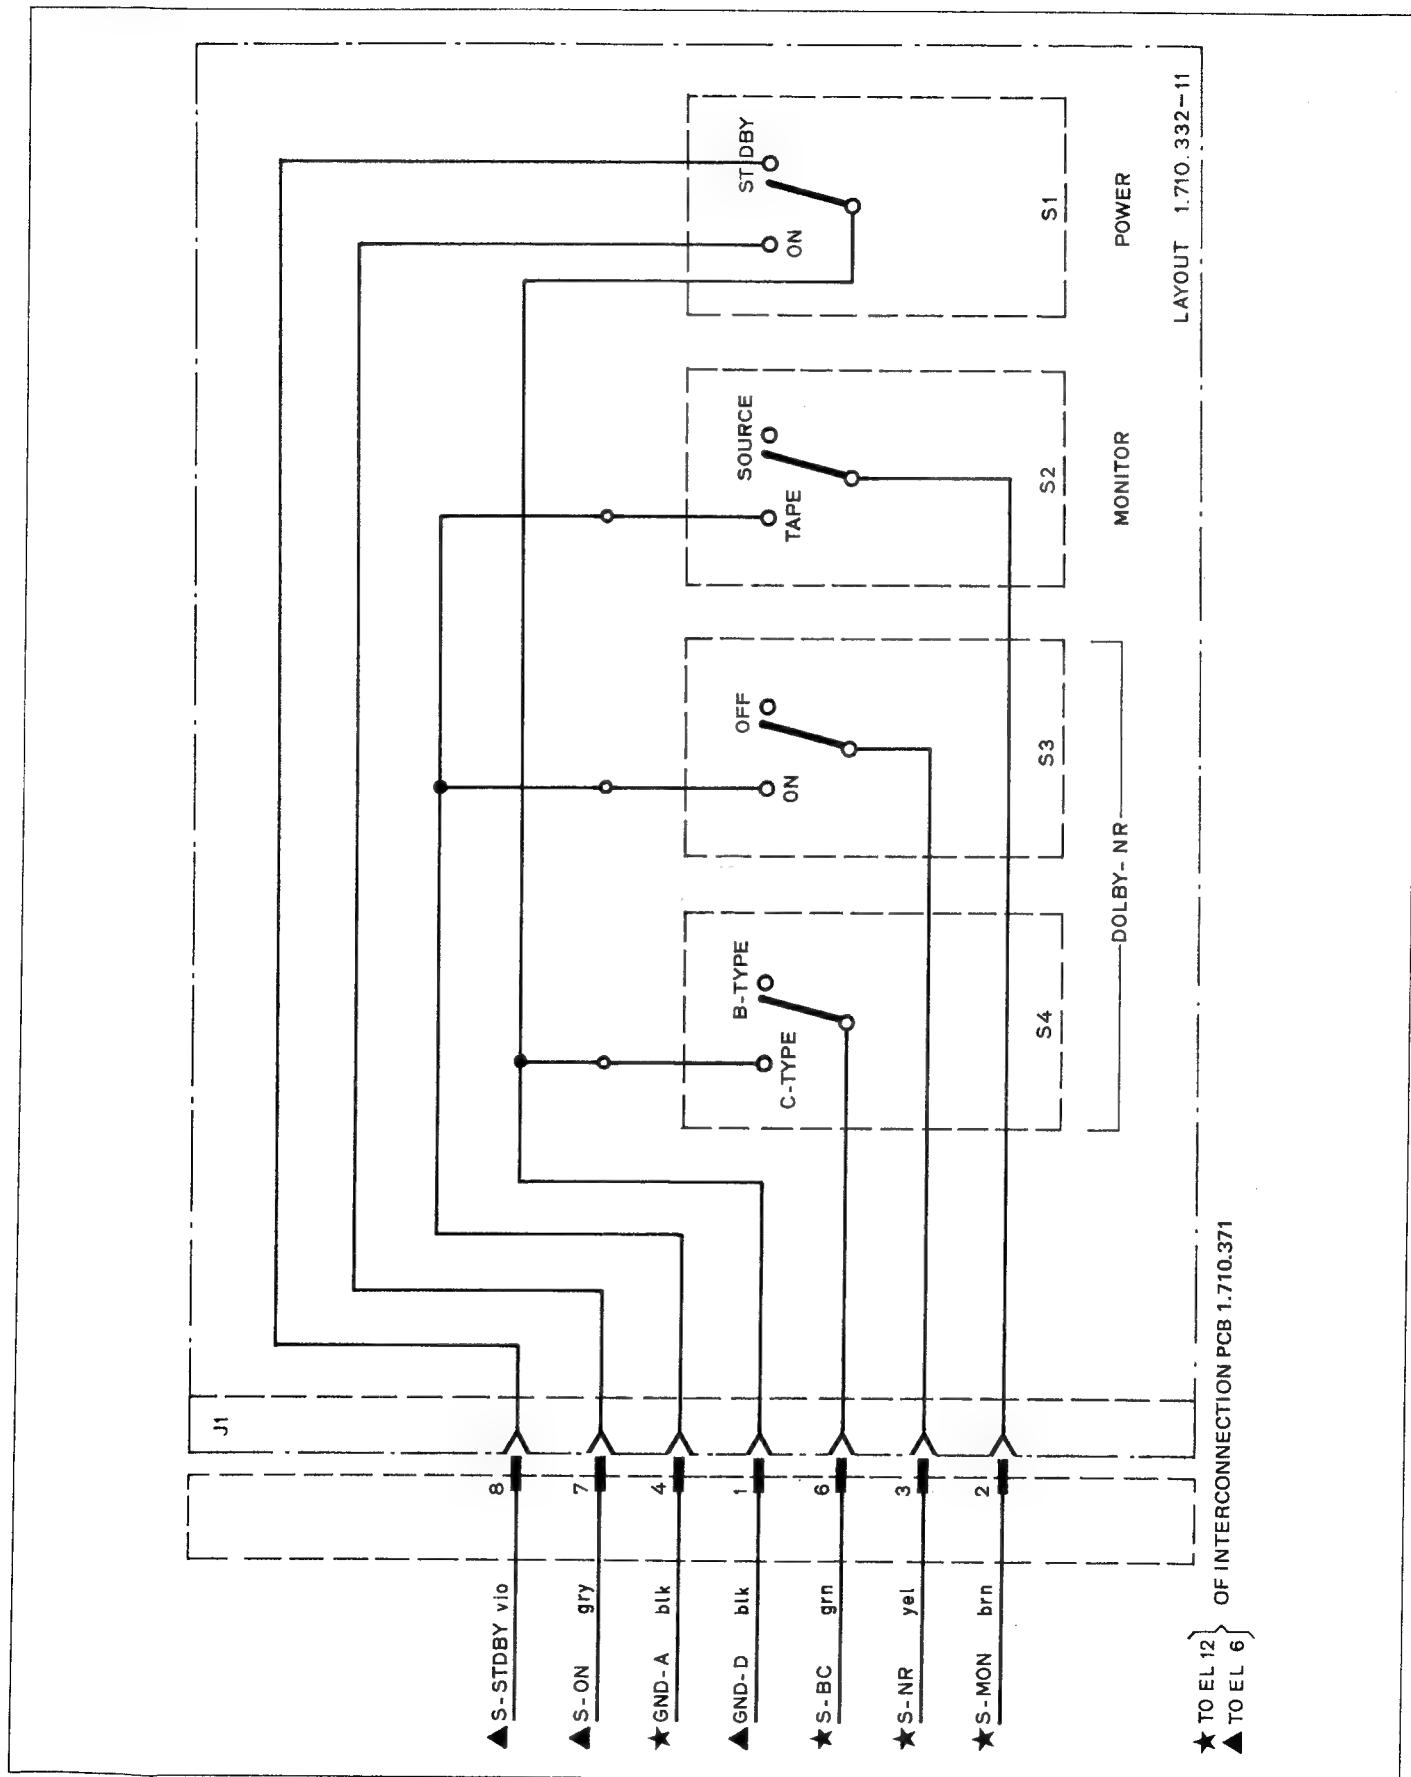 J1
▲ S-STDBY vio 8
▲ S-ON gry 7
★ GND-A blk 4
▲ GND-D blk 1
★ S-BC grn 6
★ S-NR yel 3
★ S-MON brn 2
C-TYPE
B-TYPE
S4
ON
OFF
S3
DOLBY-NR
TAPE
SOURCE
S2
MONITOR
ON
STDBY
S1
POWER
LAYOUT 1.710.332-11
★ TO EL 12
▲ TO EL 6
OF INTERCONNECTION PCB 1.710.371